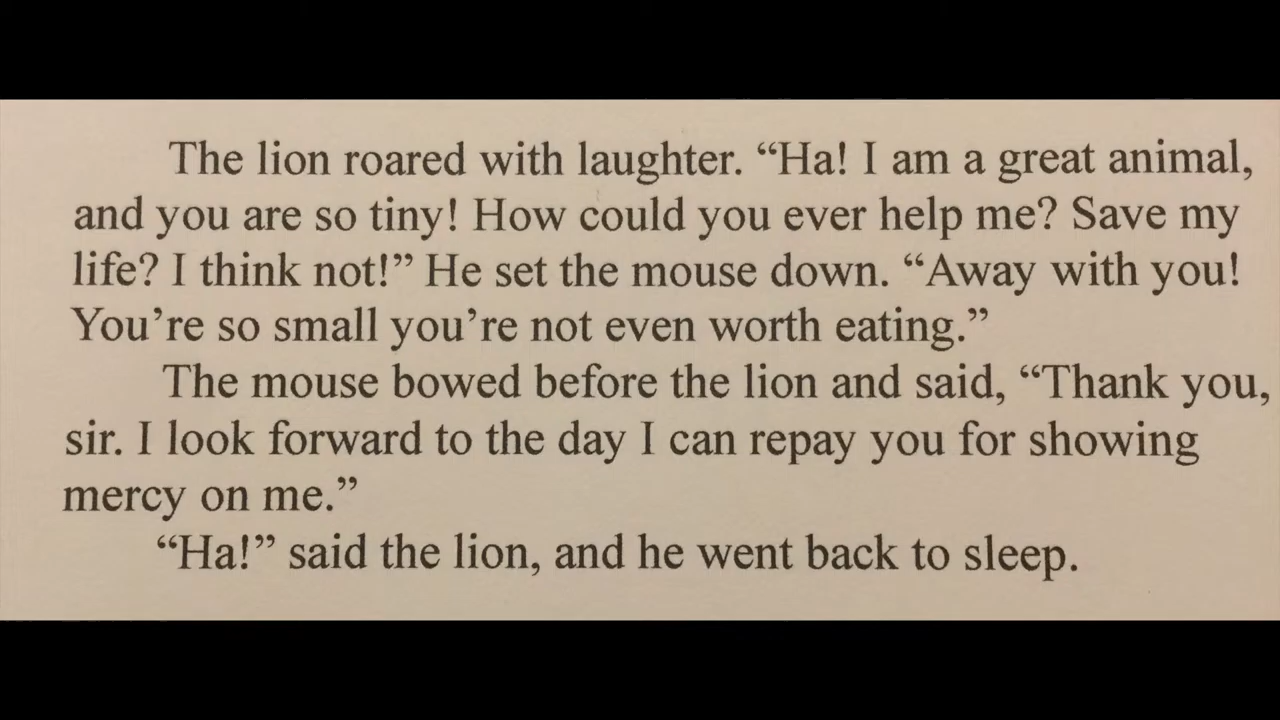 The lion roared with laughter. “Ha! I am a great animal,
and you are so tiny! How could you ever help me? Save my
life? I think not!” He set the mouse down. “Away with you!
You’re so small you’re not even worth eating.”
The mouse bowed before the lion and said, “Thank you,
sir. I look forward to the day I can repay you for showing
mercy on me.”
“Ha!” said the lion, and he went back to sleep.